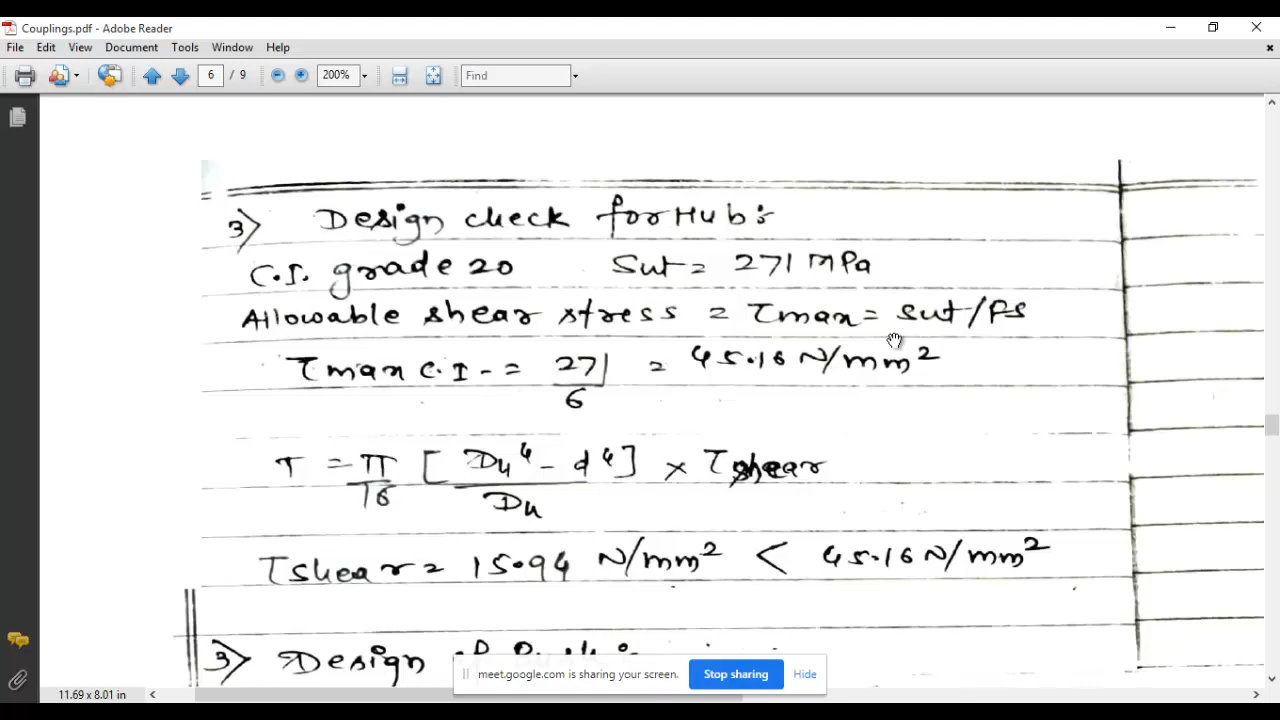 Couplings.pdf - Adobe Reader
File Edit View Document Tools Window Help
6 / 9 200% Find
3) Design check for Hub:
C.I. grade 20 Sut = 271 MPa
Allowable shear stress = τmax = Sut/Fs
τmax C.I. = 271/6 = 45.16 N/mm²
T = π/16 [Dh⁴ - d⁴]/Dh × τshear
τshear = 15.94 N/mm² < 45.16 N/mm²
3) Design of
meet.google.com is sharing your screen. Stop sharing Hide
11.69 x 8.01 in